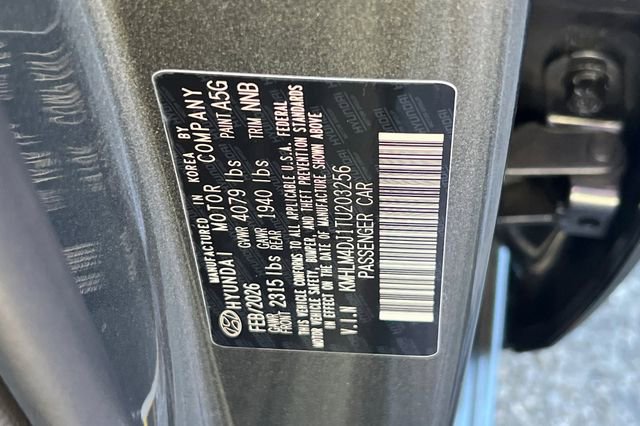 MANUFACTURED IN KOREA BY
HYUNDAI MOTOR COMPANY
FEB/2026 GVWR 4079 lbs PAINT A5G
GAWR FRONT 2315 lbs GAWR REAR 1940 lbs TRIM NNB
THIS VEHICLE CONFORMS TO ALL APPLICABLE U.S.A. FEDERAL
SAFETY, BUMPER, AND THEFT PREVENTION STANDARDS
IN EFFECT ON THE DATE OF MANUFACTURE SHOWN ABOVE
V.I.N KMHLM4DJ1TU203256
PASSENGER CAR